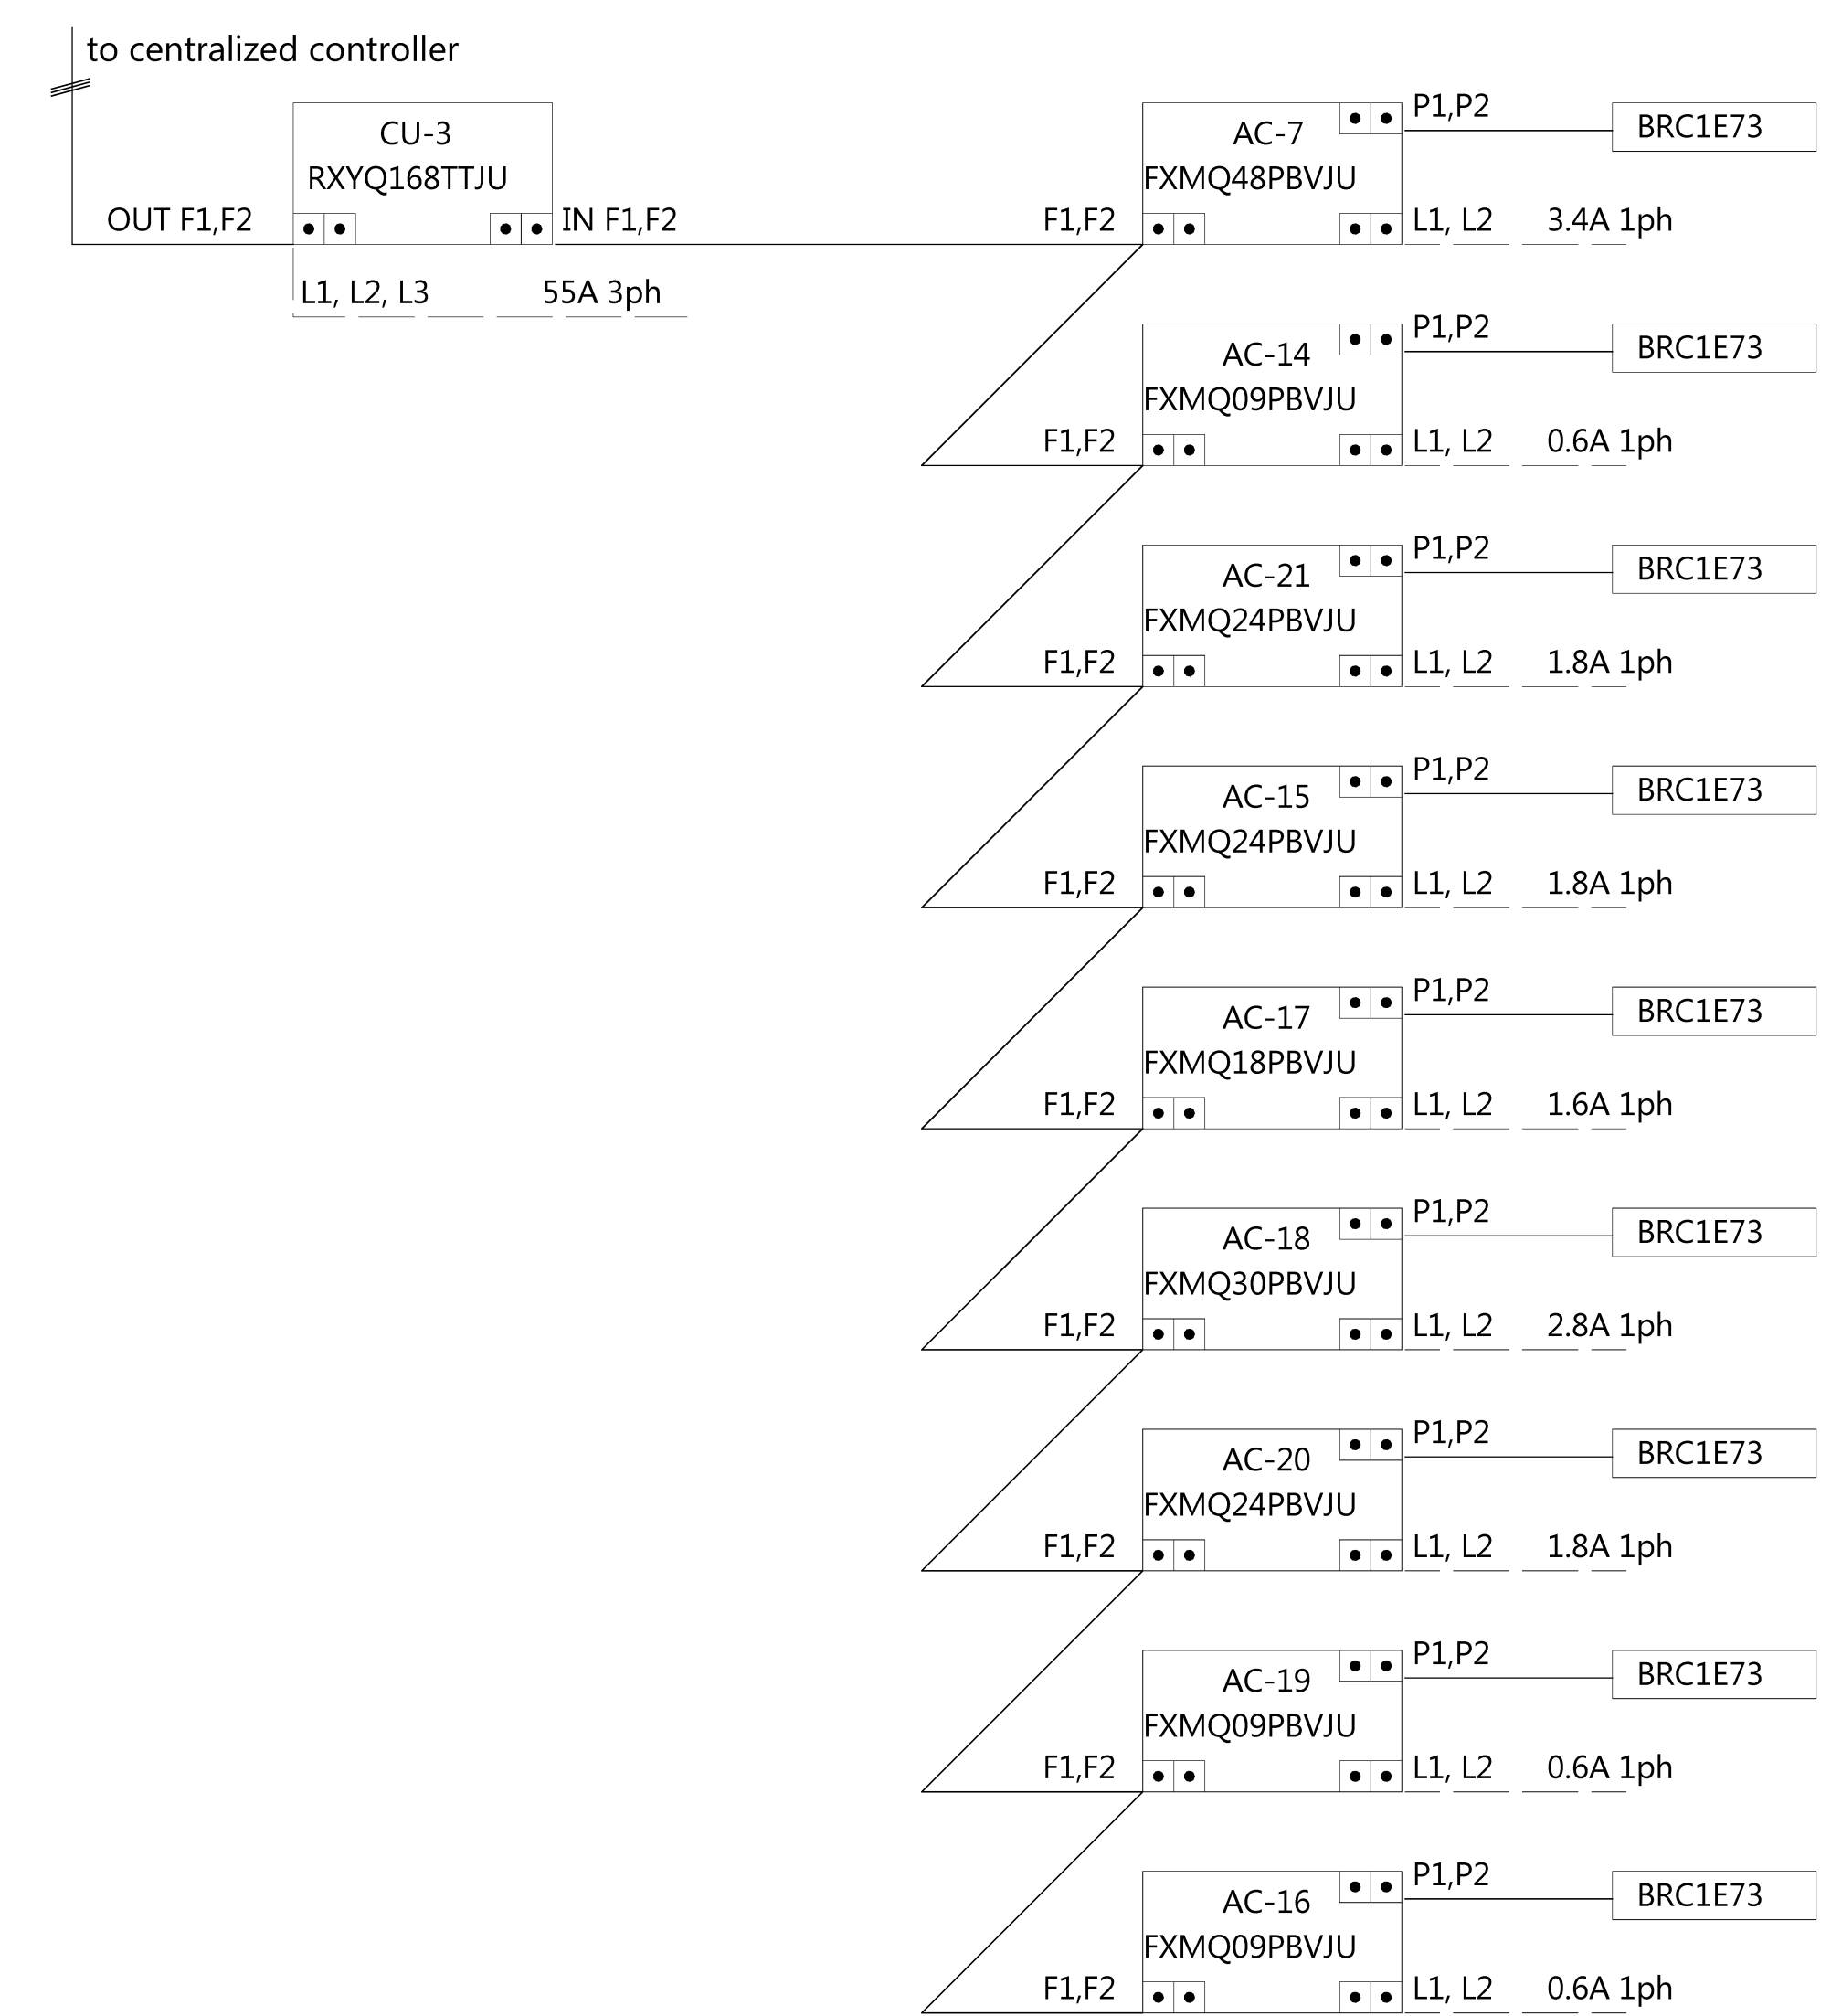 to centralized controller
CU-3
RXYQ168TTJU
OUT F1,F2
IN F1,F2
L1, L2, L3 55A 3ph
AC-7
FXMQ48PBVJU
P1,P2
BRC1E73
F1,F2
L1, L2 3.4A 1ph
AC-14
FXMQ09PBVJU
P1,P2
BRC1E73
F1,F2
L1, L2 0.6A 1ph
AC-21
FXMQ24PBVJU
P1,P2
BRC1E73
F1,F2
L1, L2 1.8A 1ph
AC-15
FXMQ24PBVJU
P1,P2
BRC1E73
F1,F2
L1, L2 1.8A 1ph
AC-17
FXMQ18PBVJU
P1,P2
BRC1E73
F1,F2
L1, L2 1.6A 1ph
AC-18
FXMQ30PBVJU
P1,P2
BRC1E73
F1,F2
L1, L2 2.8A 1ph
AC-20
FXMQ24PBVJU
P1,P2
BRC1E73
F1,F2
L1, L2 1.8A 1ph
AC-19
FXMQ09PBVJU
P1,P2
BRC1E73
F1,F2
L1, L2 0.6A 1ph
AC-16
FXMQ09PBVJU
P1,P2
BRC1E73
F1,F2
L1, L2 0.6A 1ph